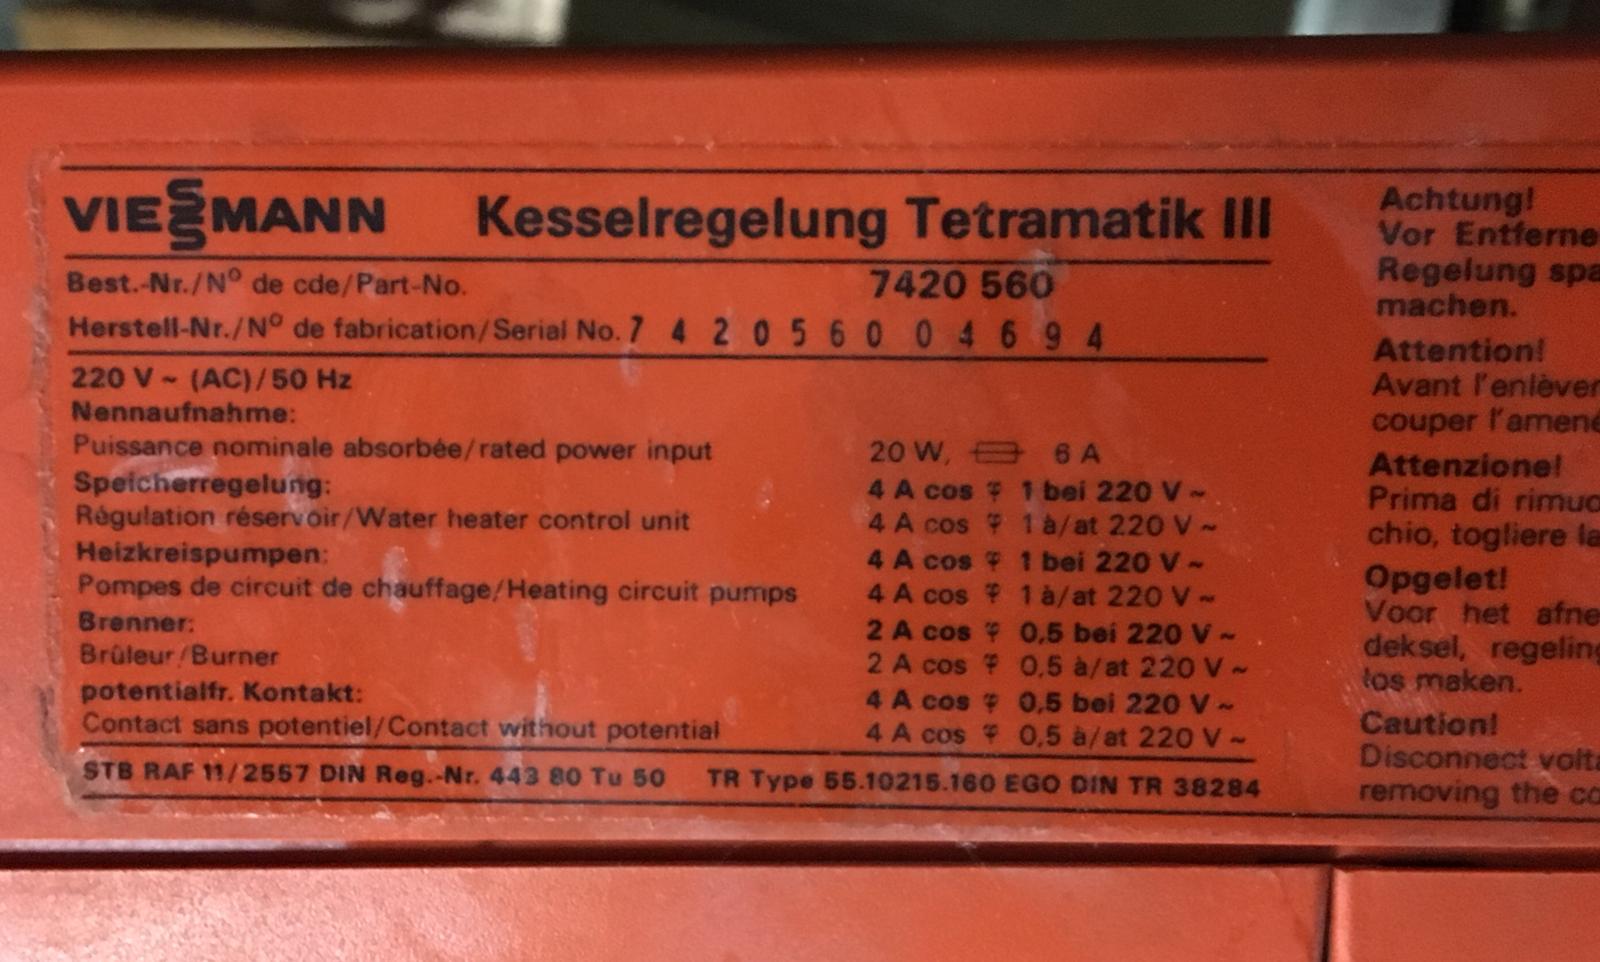 VIESSMANN Kesselregelung Tetramatik III
Best.-Nr./Nº de cde/Part-No. 7420 560
Herstell-Nr./Nº de fabrication/Serial No. 7 4 2 0 5 6 0 0 4 6 9 4
220 V ~ (AC)/50 Hz
Nennaufnahme:
Puissance nominale absorbée/rated power input 20 W, 6 A
Speicherregelung: 4 A cos φ 1 bei 220 V ~
Régulation réservoir/Water heater control unit 4 A cos φ 1 à/at 220 V ~
Heizkreispumpen: 4 A cos φ 1 bei 220 V ~
Pompes de circuit de chauffage/Heating circuit pumps 4 A cos φ 1 à/at 220 V ~
Brenner: 2 A cos φ 0,5 bei 220 V ~
Brûleur/Burner 2 A cos φ 0,5 à/at 220 V ~
potentialfr. Kontakt: 4 A cos φ 0,5 bei 220 V ~
Contact sans potentiel/Contact without potential 4 A cos φ 0,5 à/at 220 V ~
STB RAF 11/2557 DIN Reg.-Nr. 443 80 Tu 50 TR Type 55.10215.160 EGO DIN TR 38284
Achtung!
Vor Entferne
Regelung spa
machen.
Attention!
Avant l'enlèver
couper l'amené
Attenzione!
Prima di rimuo
chio, togliere la
Opgelet!
Voor het afne
deksel, regeling
los maken.
Caution!
Disconnect volta
removing the co